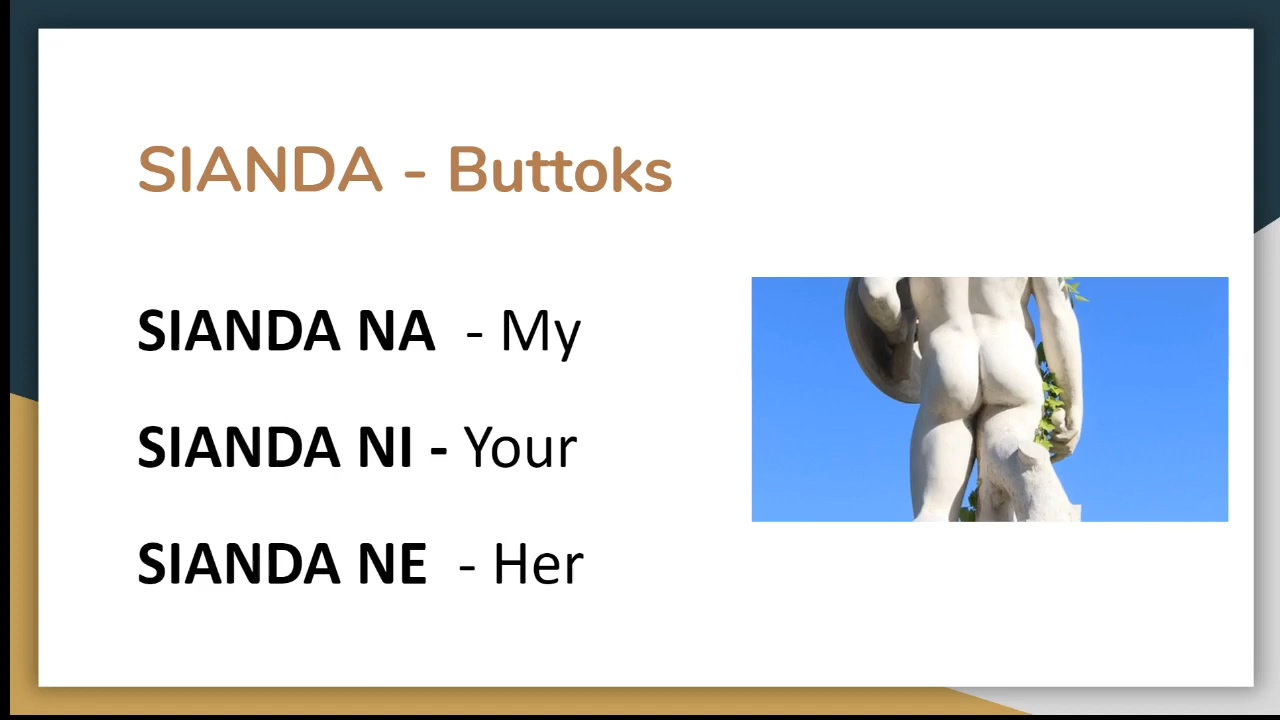 SIANDA - Buttoks
SIANDA NA - My
SIANDA NI - Your
SIANDA NE - Her